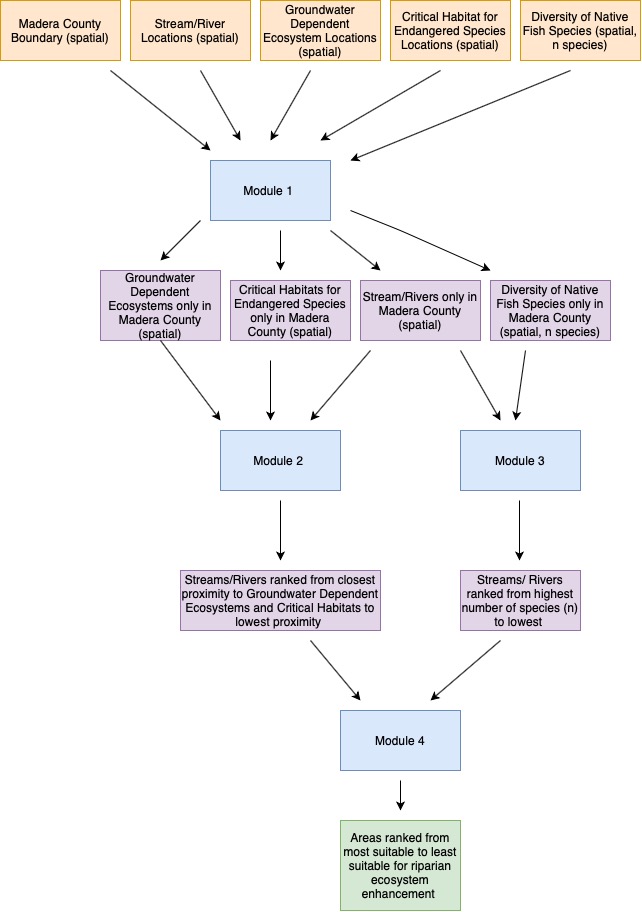 Madera County
Boundary (spatial)
Stream/River
Locations (spatial)
Groundwater
Dependent
Ecosystem Locations
(spatial)
Critical Habitat for
Endangered Species
Locations (spatial)
Diversity of Native
Fish Species (spatial,
n species)
Module 1
Groundwater
Dependent
Ecosystems only in
Madera County
(spatial)
Critical Habitats for
Endangered Species
only in Madera
County (spatial)
Stream/Rivers only in
Madera County
(spatial)
Diversity of Native
Fish Species only in
Madera County
(spatial, n species)
Module 2
Module 3
Streams/Rivers ranked from closest
proximity to Groundwater Dependent
Ecosystems and Critical Habitats to
lowest proximity
Streams/ Rivers
ranked from highest
number of species (n)
to lowest
Module 4
Areas ranked from
most suitable to least
suitable for riparian
ecosystem
enhancement